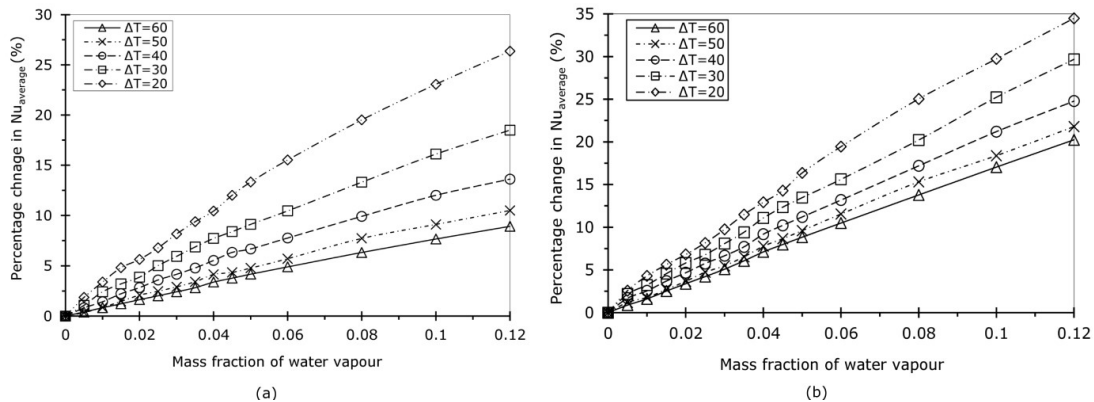 Percentage chnage in Nu_average (%)
30
25
20
15
10
5
0
ΔT=60
ΔT=50
ΔT=40
ΔT=30
ΔT=20
0
0.02
0.04
0.06
0.08
0.1
0.12
Mass fraction of water vapour
(a)
Percentage change in Nu_average (%)
35
30
25
20
15
10
5
0
ΔT=60
ΔT=50
ΔT=40
ΔT=30
ΔT=20
0
0.02
0.04
0.06
0.08
0.1
0.12
Mass fraction of water vapour
(b)